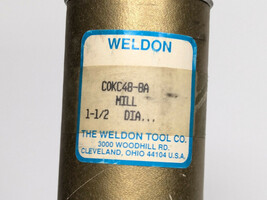 WELDON
COKC48-8A
MILL
1-1/2 DIA...
THE WELDON TOOL CO.
3000 WOODHILL RD.
CLEVELAND, OHIO 44104 U.S.A.